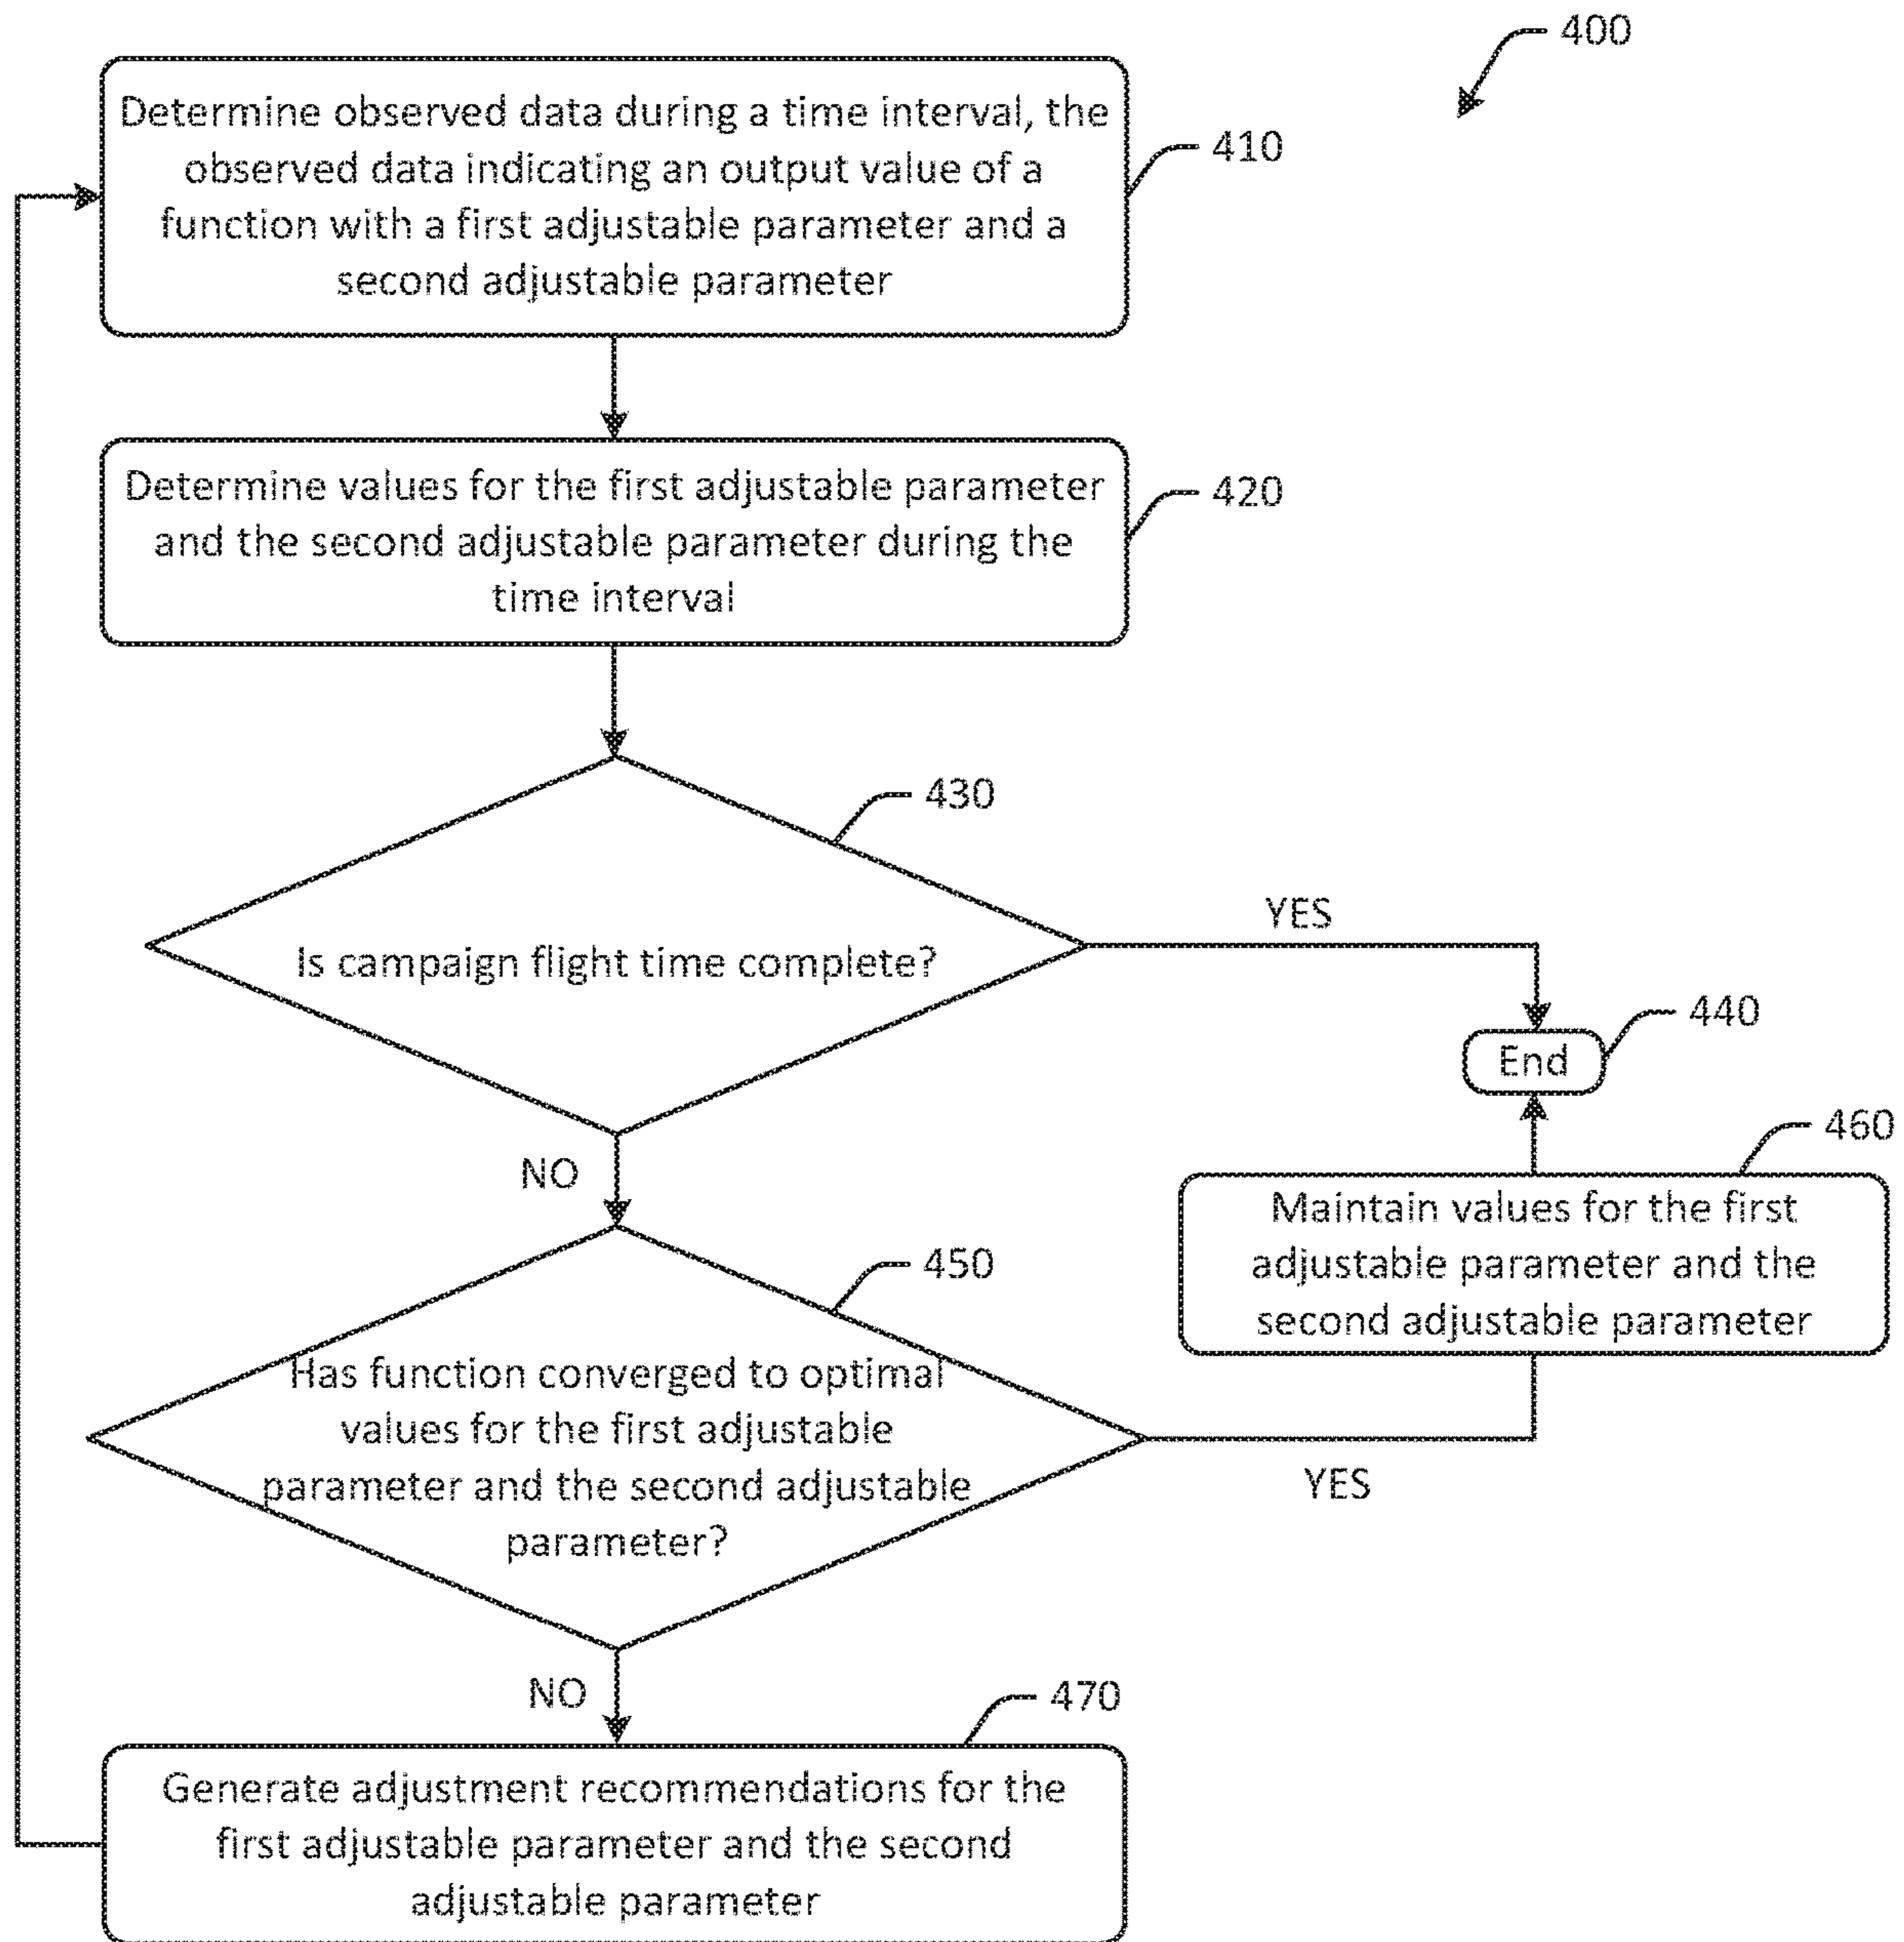 400
Determine observed data during a time interval, the
observed data indicating an output value of a
function with a first adjustable parameter and a
second adjustable parameter
410
Determine values for the first adjustable parameter
and the second adjustable parameter during the
time interval
420
430
Is campaign flight time complete?
YES
NO
End
440
460
Maintain values for the first
adjustable parameter and the
second adjustable parameter
450
Has function converged to optimal
values for the first adjustable
parameter and the second adjustable
parameter?
YES
NO
470
Generate adjustment recommendations for the
first adjustable parameter and the second
adjustable parameter